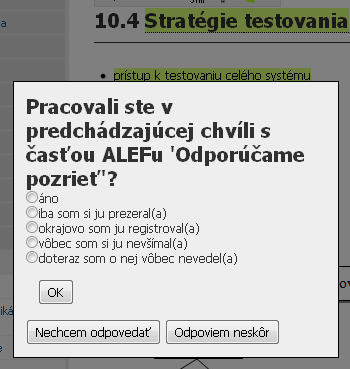 10.4 Stratégie testovania
prístup k testovaniu celého systému
Pracovali ste v
predchádzajúcej chvíli s
časťou ALEFu 'Odporúčame
pozrieť'?
áno
iba som si ju prezeral(a)
okrajovo som ju registroval(a)
vôbec som si ju nevšímal(a)
doteraz som o nej vôbec nevedel(a)
OK
Nechcem odpovedať
Odpoviem neskôr